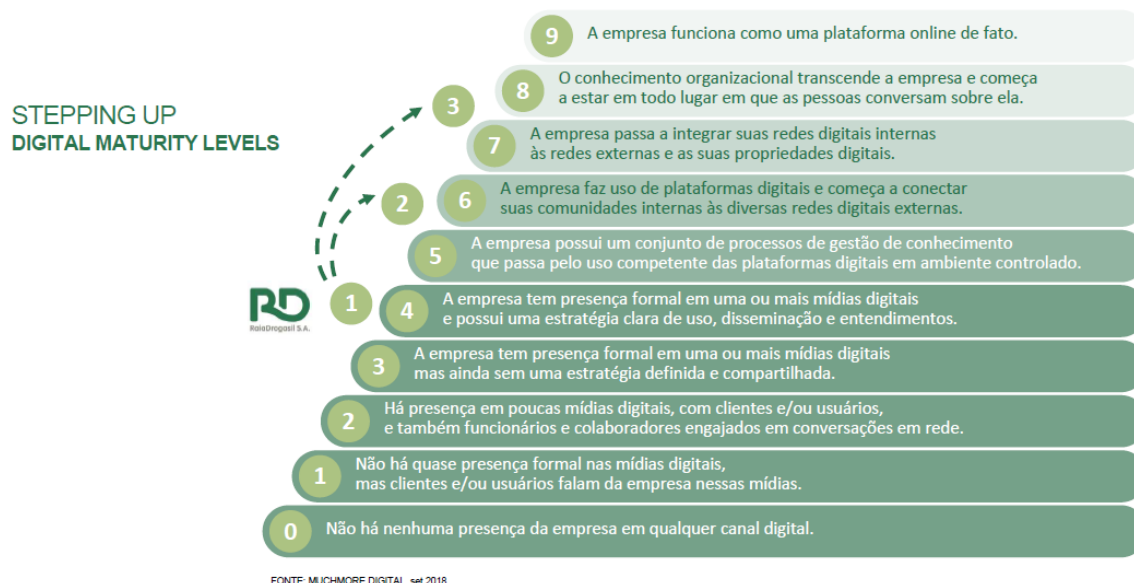 STEPPING UP
DIGITAL MATURITY LEVELS
9
A empresa funciona como uma plataforma online de fato.
3
8
O conhecimento organizacional transcende a empresa e começa
a estar em todo lugar em que as pessoas conversam sobre ela.
7
A empresa passa a integrar suas redes digitais internas
às redes externas e as suas propriedades digitais.
2
6
A empresa faz uso de plataformas digitais e começa a conectar
suas comunidades internas às diversas redes digitais externas.
5
A empresa possui um conjunto de processos de gestão de conhecimento
que passa pelo uso competente das plataformas digitais em ambiente controlado.
RD
RaiaDrogasil S.A.
1
4
A empresa tem presença formal em uma ou mais mídias digitais
e possui uma estratégia clara de uso, disseminação e entendimentos.
3
A empresa tem presença formal em uma ou mais mídias digitais
mas ainda sem uma estratégia definida e compartilhada.
2
Há presença em poucas mídias digitais, com clientes e/ou usuários,
e também funcionários e colaboradores engajados em conversações em rede.
1
Não há quase presença formal nas mídias digitais,
mas clientes e/ou usuários falam da empresa nessas mídias.
0
Não há nenhuma presença da empresa em qualquer canal digital.
FONTE: MUCHMORE DIGITAL, set 2018